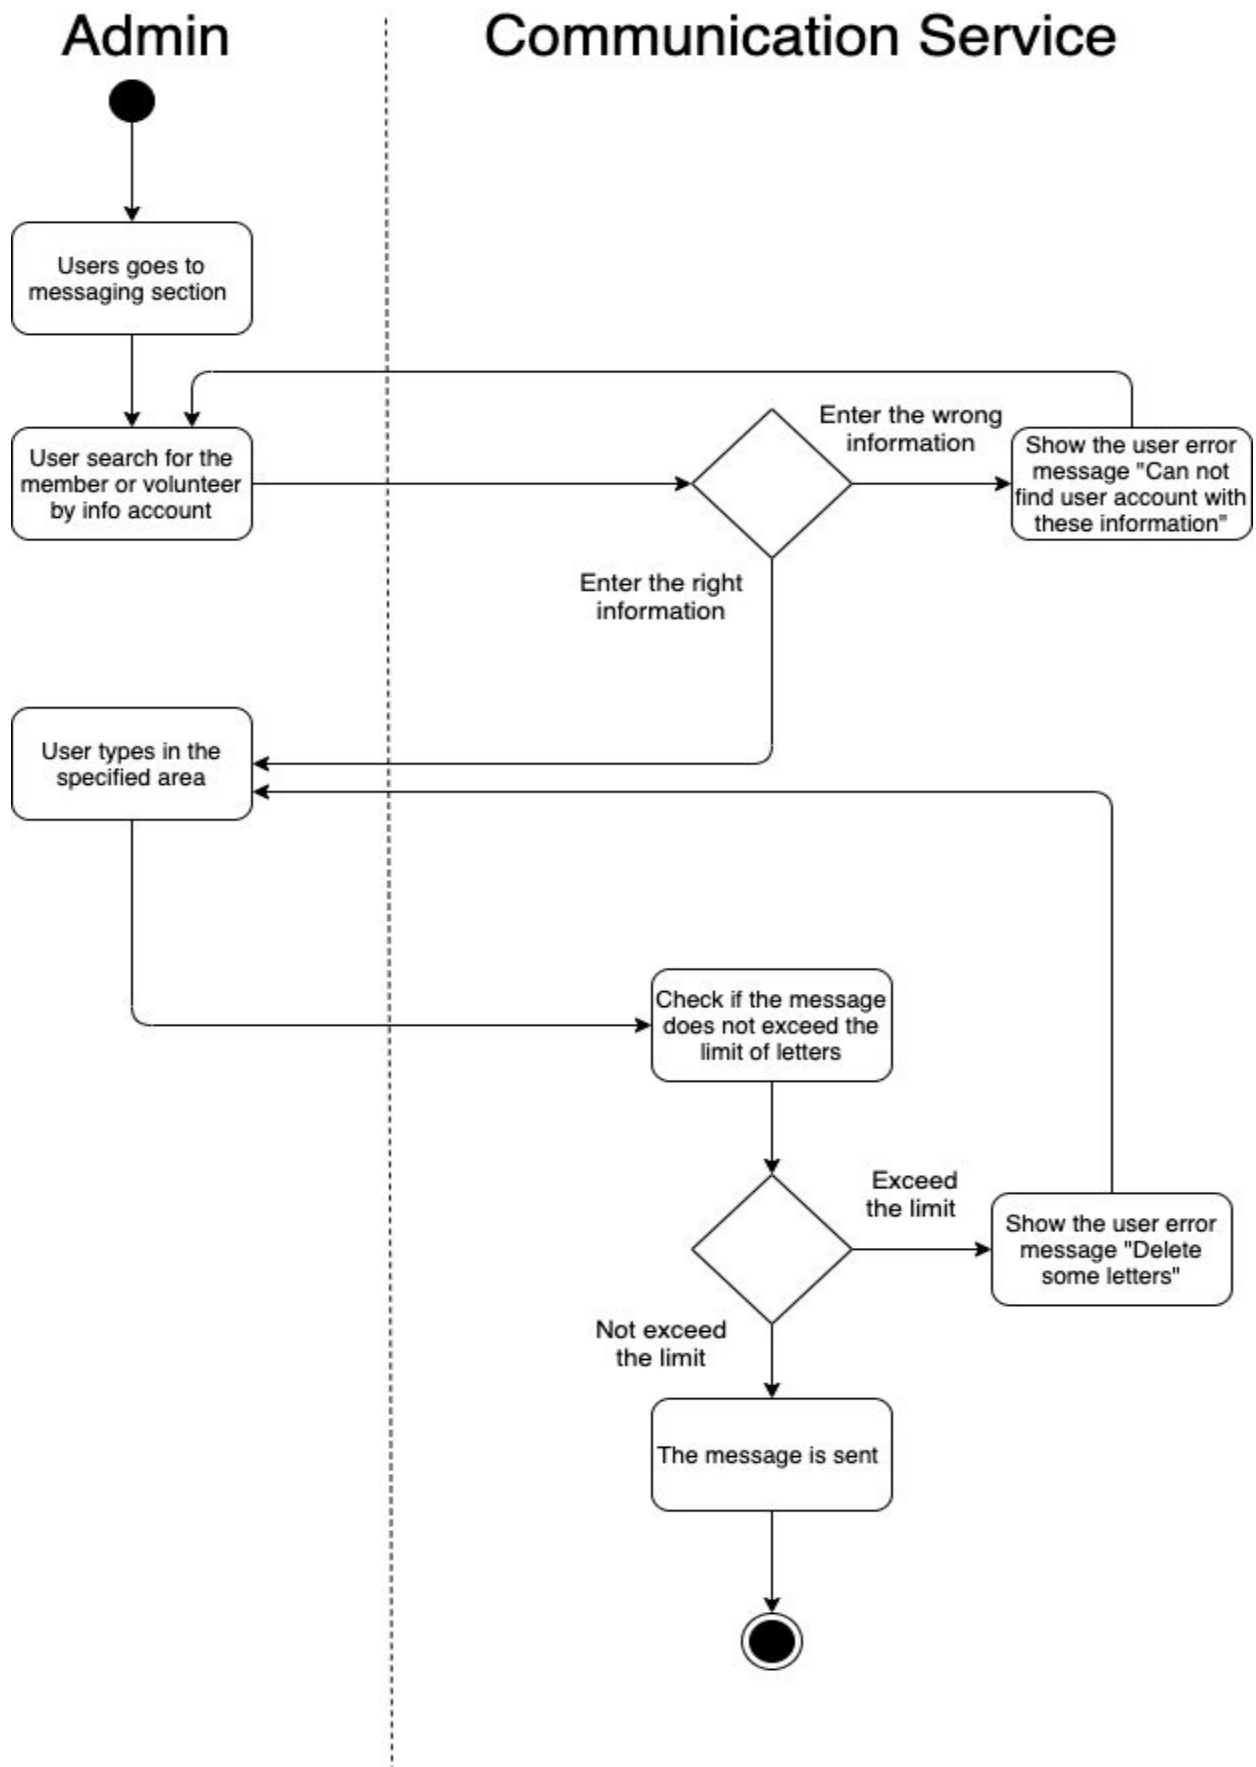 Admin
Communication Service
Users goes to
messaging section
User search for the
member or volunteer
by info account
Enter the wrong
information
Show the user error
message "Can not
find user account with
these information"
Enter the right
information
User types in the
specified area
Check if the message
does not exceed the
limit of letters
Exceed
the limit
Show the user error
message "Delete
some letters"
Not exceed
the limit
The message is sent